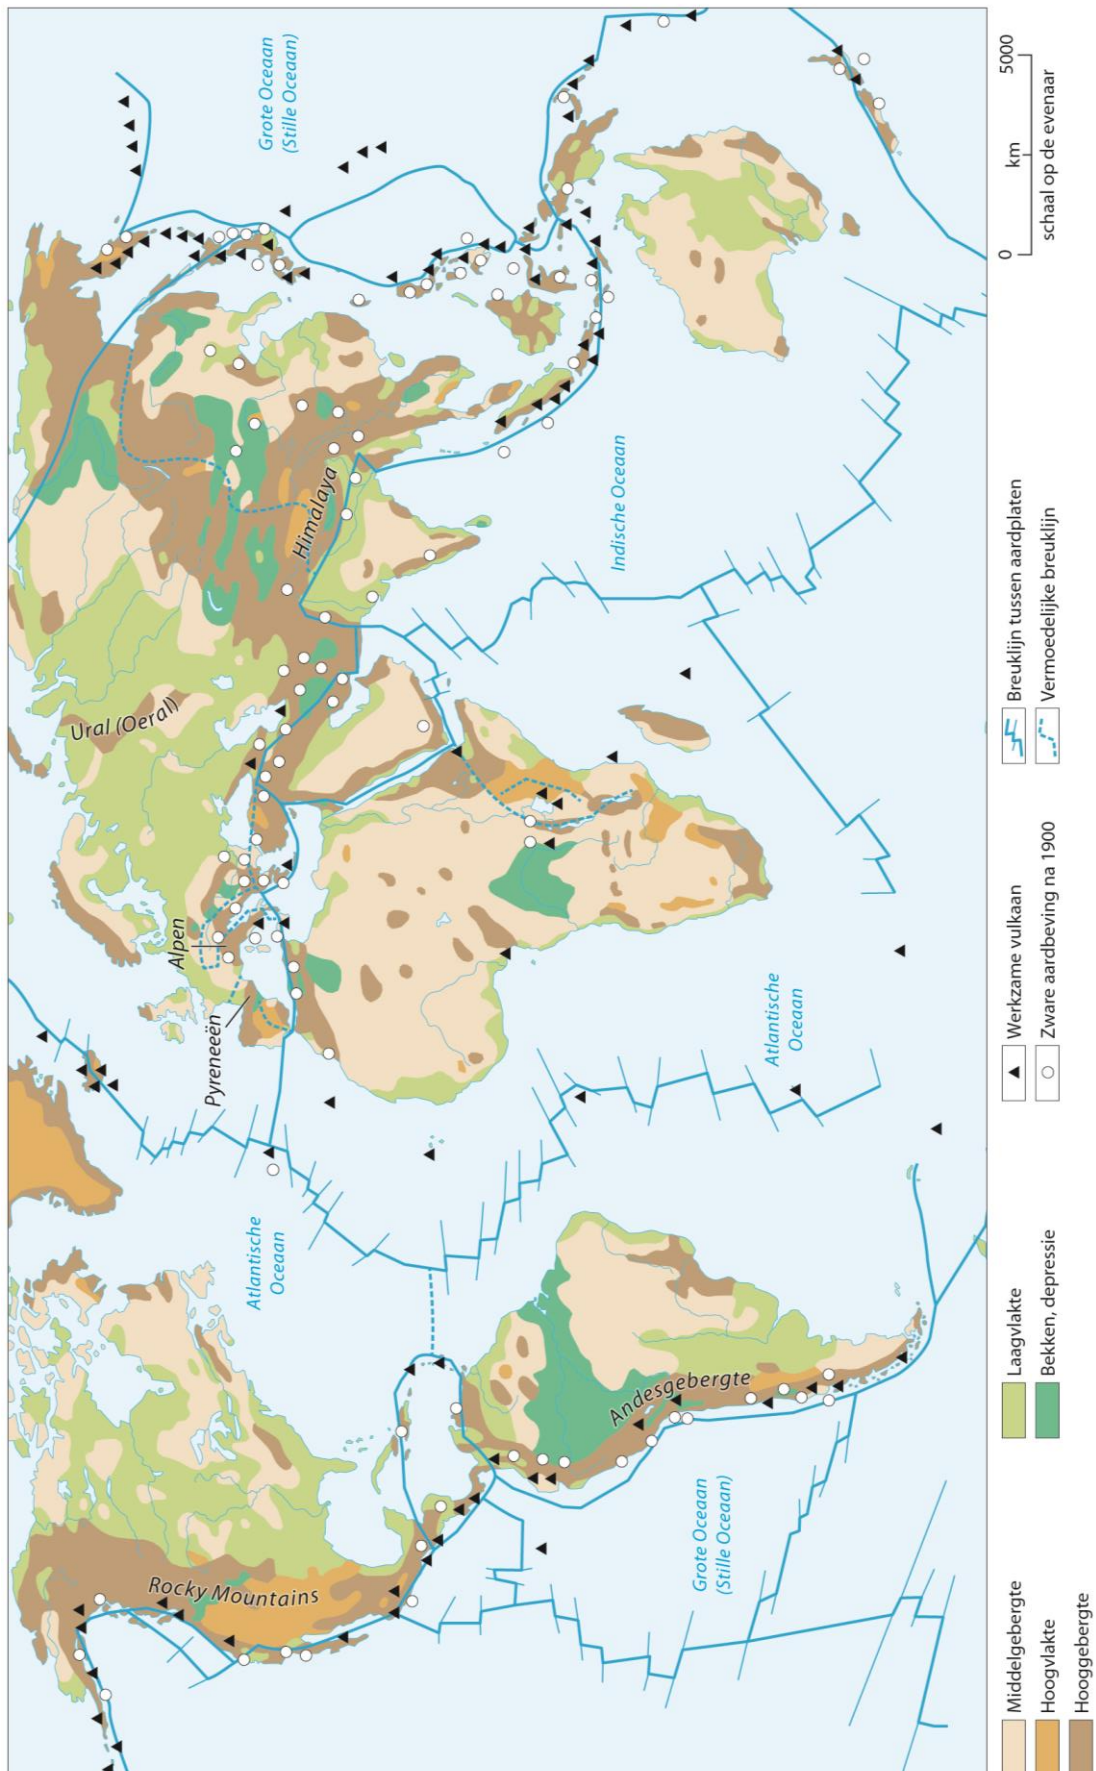 Grote Oceaan
(Stille Oceaan)
Himalaya
Indische Oceaan
Ural (Oeral)
Alpen
Pyreneeën
Atlantische
Oceaan
Atlantische
Oceaan
Rocky Mountains
Andesgebergte
Grote Oceaan
(Stille Oceaan)
Middelgebergte
Hoogvlakte
Hooggebergte
Laagvlakte
Bekken, depressie
Werkzame vulkaan
Zware aardbeving na 1900
Breuklijn tussen aardplaten
Vermoedelijke breuklijn
0 km 5000
schaal op de evenaar